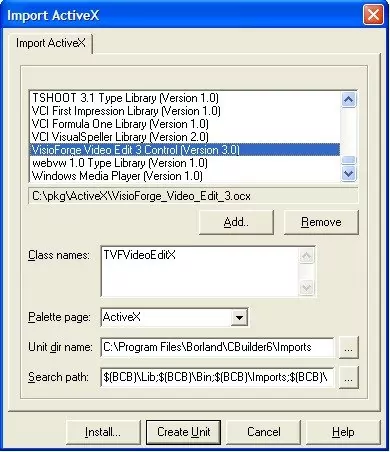 Import ActiveX
Import ActiveX
TSHOOT 3.1 Type Library (Version 1.0)
VCI First Impression Library (Version 1.0)
VCI Formula One Library (Version 1.0)
VCI VisualSpeller Library (Version 2.0)
VisioForge Video Edit 3 Control (Version 3.0)
webvw 1.0 Type Library (Version 1.0)
Windows Media Player (Version 1.0)
C:\pkg\ActiveX\VisioForge_Video_Edit_3.ocx
Add.. Remove
Class names: TVFVideoEditX
Palette page: ActiveX
Unit dir name: C:\Program Files\Borland\CBuilder6\Imports ...
Search path: $(BCB)\Lib;$(BCB)\Bin;$(BCB)\Imports;$(BCB)\ ...
Install... Create Unit Cancel Help